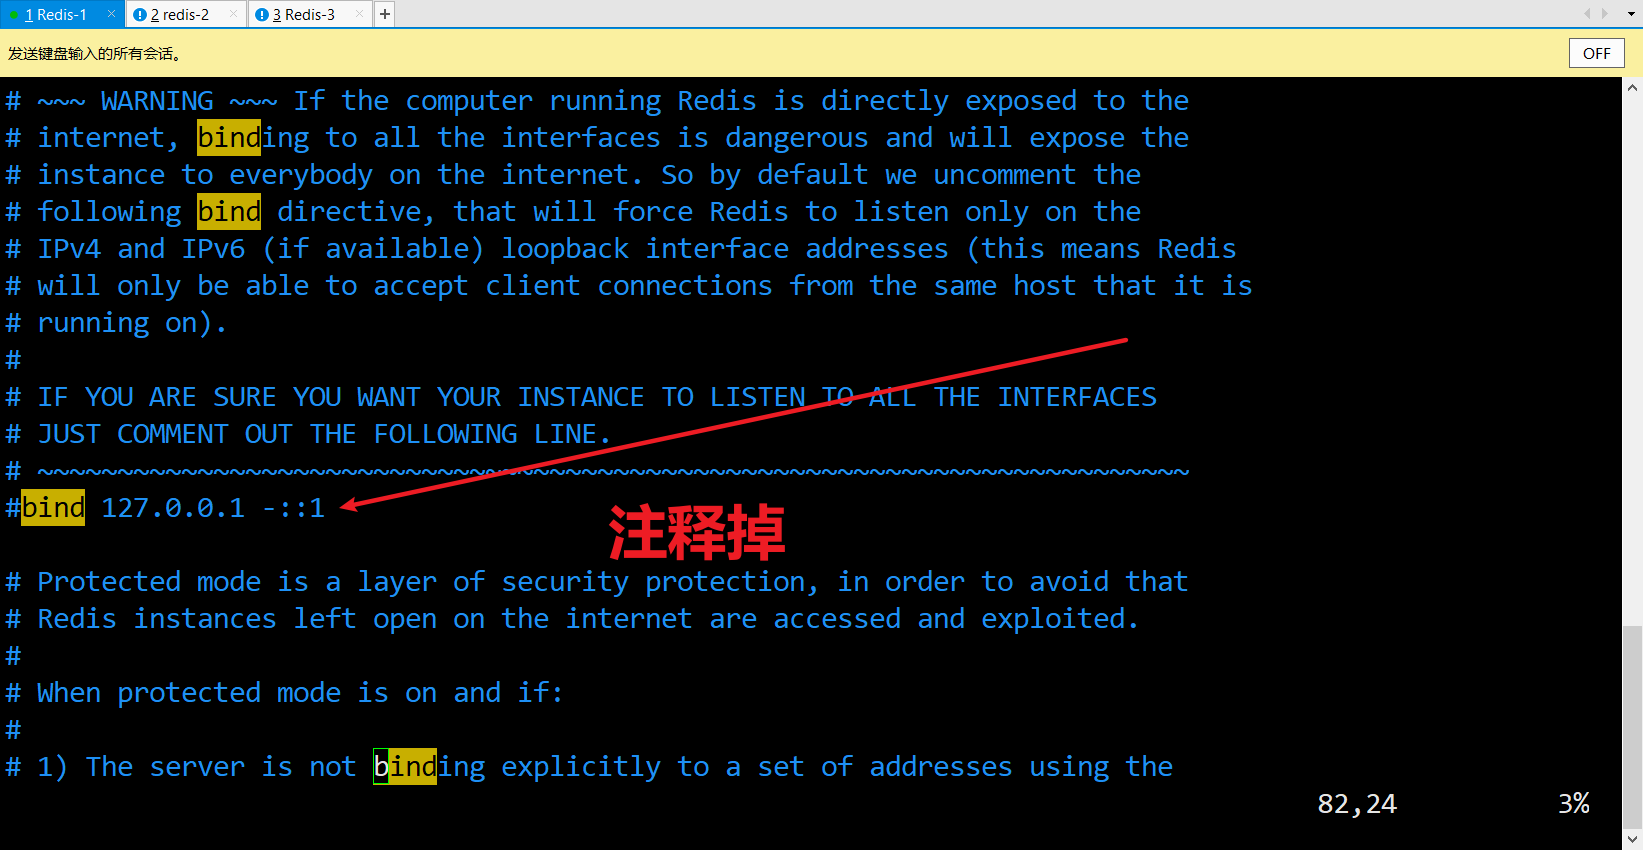 1 Redis-1 × 2 redis-2 × 3 Redis-3 × +
发送键盘输入的所有会话。 OFF
# ~~~ WARNING ~~~ If the computer running Redis is directly exposed to the
# internet, binding to all the interfaces is dangerous and will expose the
# instance to everybody on the internet. So by default we uncomment the
# following bind directive, that will force Redis to listen only on the
# IPv4 and IPv6 (if available) loopback interface addresses (this means Redis
# will only be able to accept client connections from the same host that it is
# running on).
#
# IF YOU ARE SURE YOU WANT YOUR INSTANCE TO LISTEN TO ALL THE INTERFACES
# JUST COMMENT OUT THE FOLLOWING LINE.
# ~~~~~~~~~~~~~~~~~~~~~~~~~~~~~~~~~~~~~~~~~~~~~~~~~~~~~~~~~~~~~~~~~~~~~~~~
#bind 127.0.0.1 -::1
注释掉
# Protected mode is a layer of security protection, in order to avoid that
# Redis instances left open on the internet are accessed and exploited.
#
# When protected mode is on and if:
#
# 1) The server is not binding explicitly to a set of addresses using the
82,24 3%